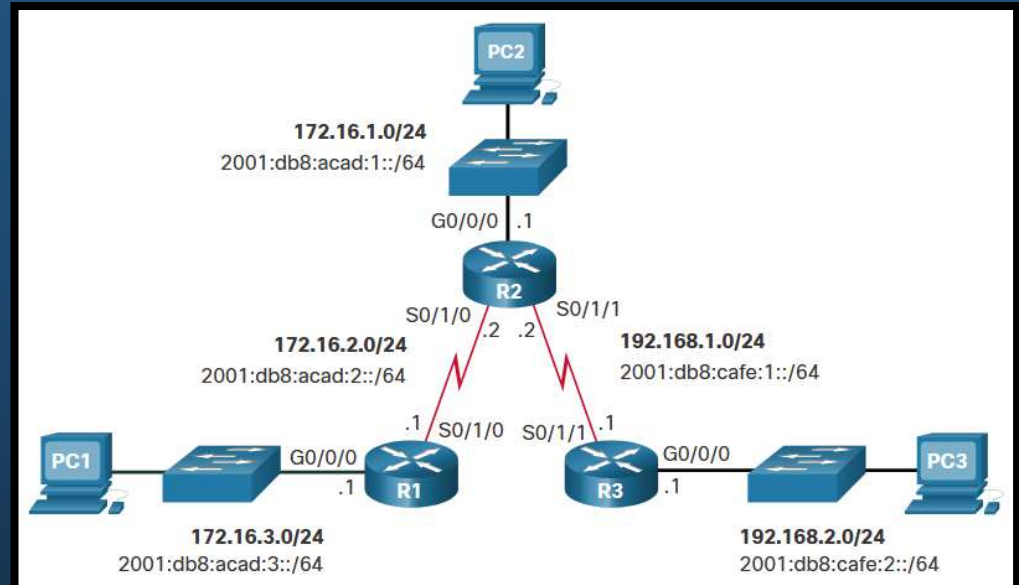 PC2
172.16.1.0/24
2001:db8:acad:1::/64
G0/0/0 .1
R2
S0/1/0 S0/1/1
.2 .2
172.16.2.0/24 192.168.1.0/24
2001:db8:acad:2::/64 2001:db8:cafe:1::/64
.1 S0/1/0 S0/1/1 .1
PC1 G0/0/0 .1 R1 R3 G0/0/0 .1 PC3
172.16.3.0/24 192.168.2.0/24
2001:db8:acad:3::/64 2001:db8:cafe:2::/64